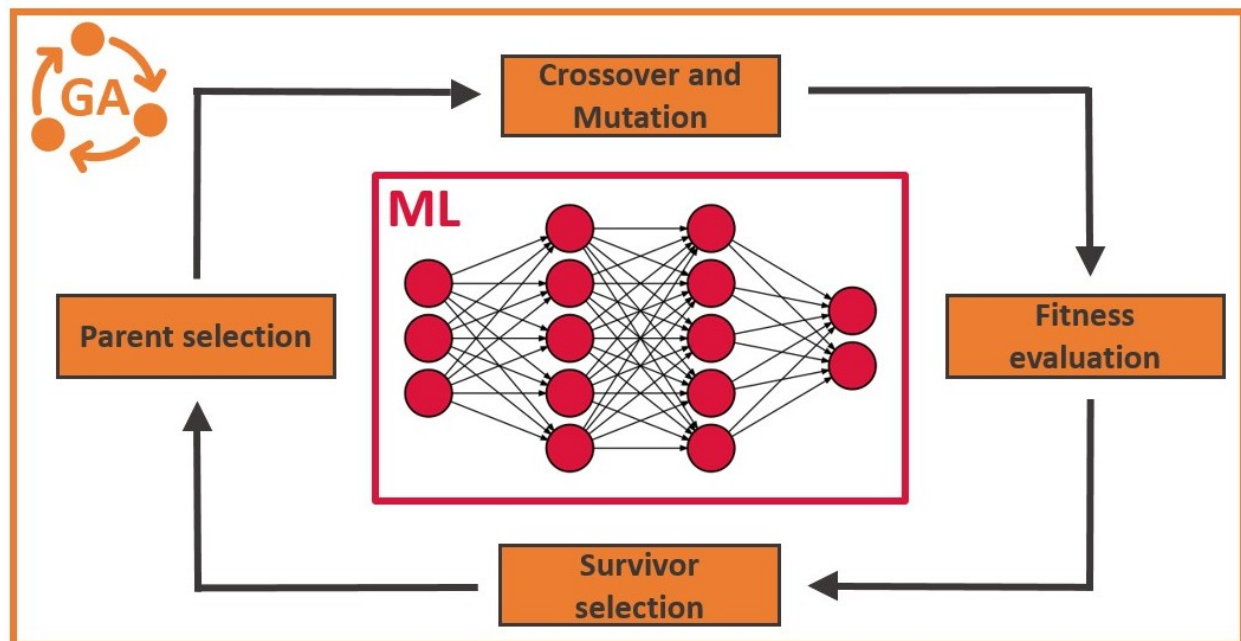 GA
Crossover and
Mutation
ML
Parent selection
Fitness
evaluation
Survivor
selection